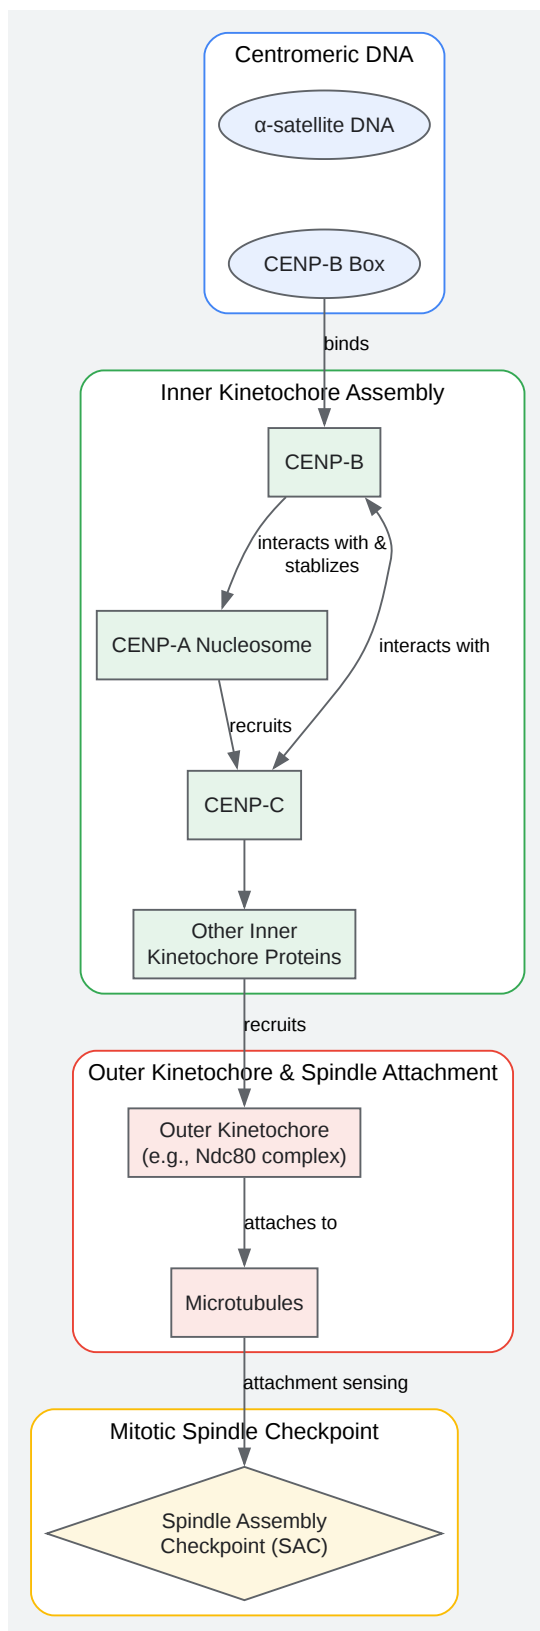 Centromeric DNA
α-satellite DNA
CENP-B Box
binds
Inner Kinetochore Assembly
CENP-B
interacts with &
stablizes
CENP-A Nucleosome
interacts with
recruits
CENP-C
Other Inner
Kinetochore Proteins
recruits
Outer Kinetochore & Spindle Attachment
Outer Kinetochore
(e.g., Ndc80 complex)
attaches to
Microtubules
attachment sensing
Mitotic Spindle Checkpoint
Spindle Assembly
Checkpoint (SAC)